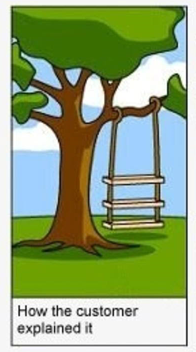 How the customer
explained it